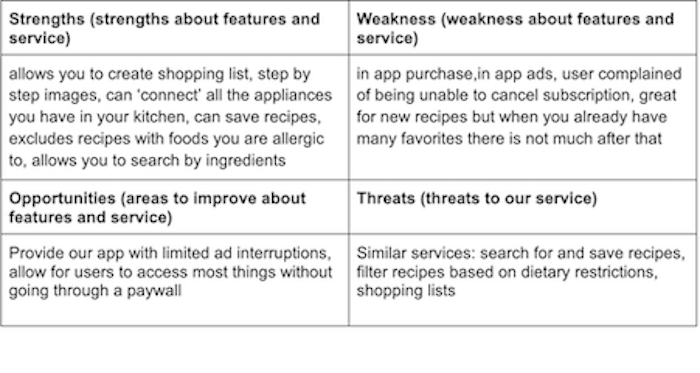 Strengths (strengths about features and
service)
Weakness (weakness about features and
service)
allows you to create shopping list, step by
step images, can ‘connect’ all the appliances
you have in your kitchen, can save recipes,
excludes recipes with foods you are allergic
to, allows you to search by ingredients
in app purchase,in app ads, user complained
of being unable to cancel subscription, great
for new recipes but when you already have
many favorites there is not much after that
Opportunities (areas to improve about
features and service)
Threats (threats to our service)
Provide our app with limited ad interruptions,
allow for users to access most things without
going through a paywall
Similar services: search for and save recipes,
filter recipes based on dietary restrictions,
shopping lists